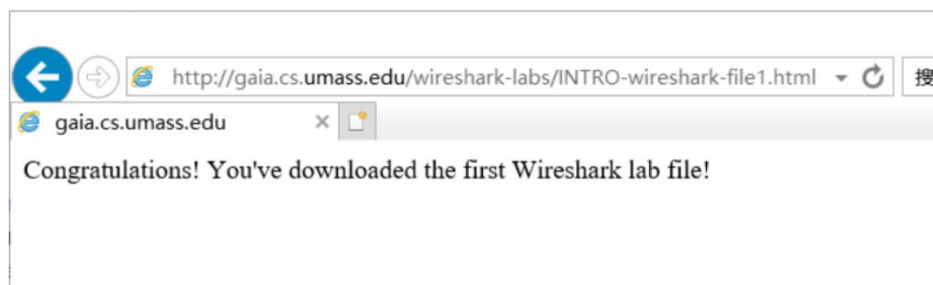 http://gaia.cs.umass.edu/wireshark-labs/INTRO-wireshark-file1.html 搜
gaia.cs.umass.edu
Congratulations! You've downloaded the first Wireshark lab file!